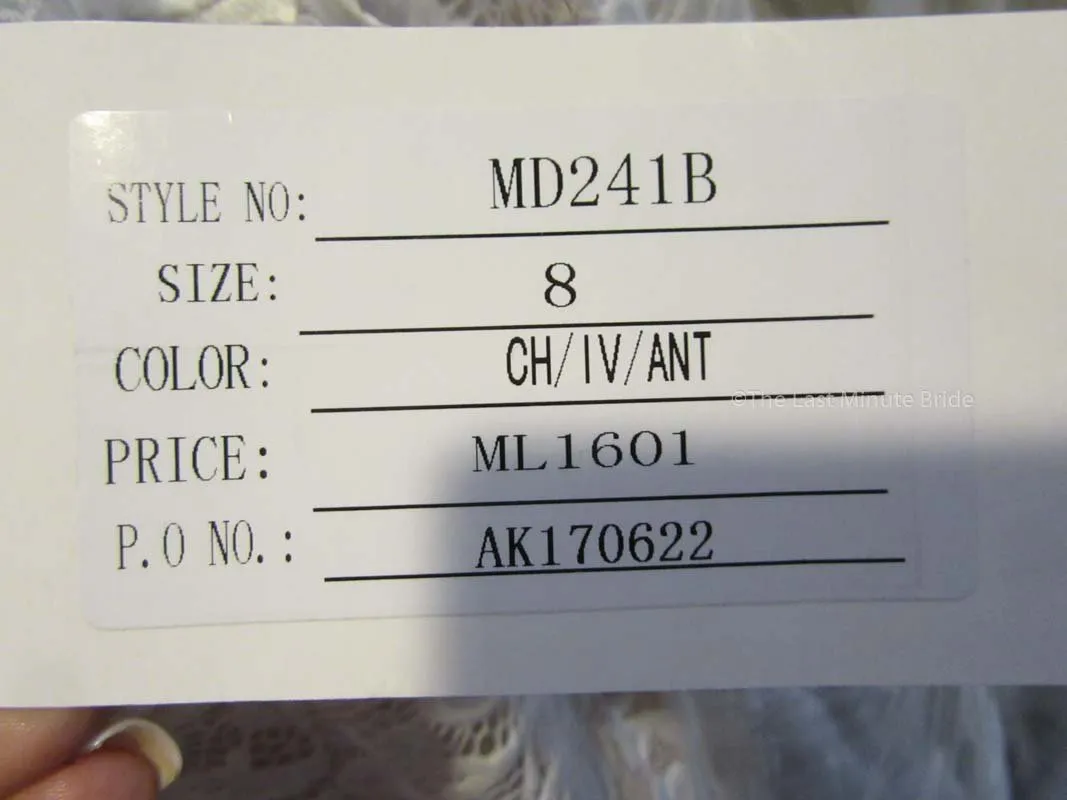 STYLE NO: MD241B
SIZE: 8
COLOR: CH/IV/ANT
©The Last Minute Bride
PRICE: ML1601
P.O NO.: AK170622